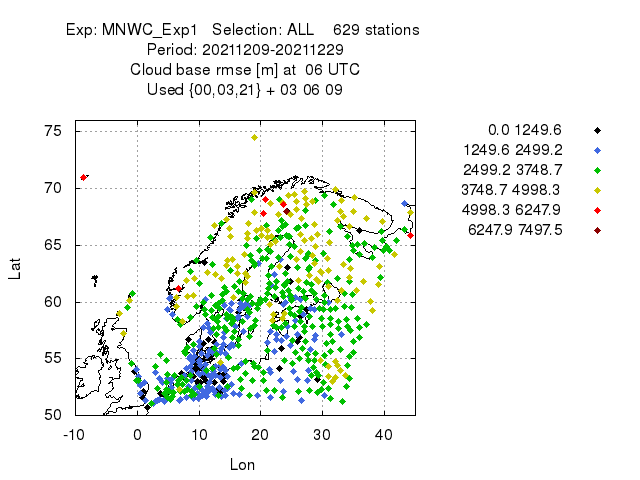 Exp: MNWC_Exp1 Selection: ALL 629 stations
Period: 20211209-20211229
Cloud base rmse [m] at 06 UTC
Used {00,03,21} + 03 06 09
0.0 1249.6
1249.6 2499.2
2499.2 3748.7
3748.7 4998.3
4998.3 6247.9
6247.9 7497.5
Lat
75
70
65
60
55
50
-10 0 10 20 30 40
Lon